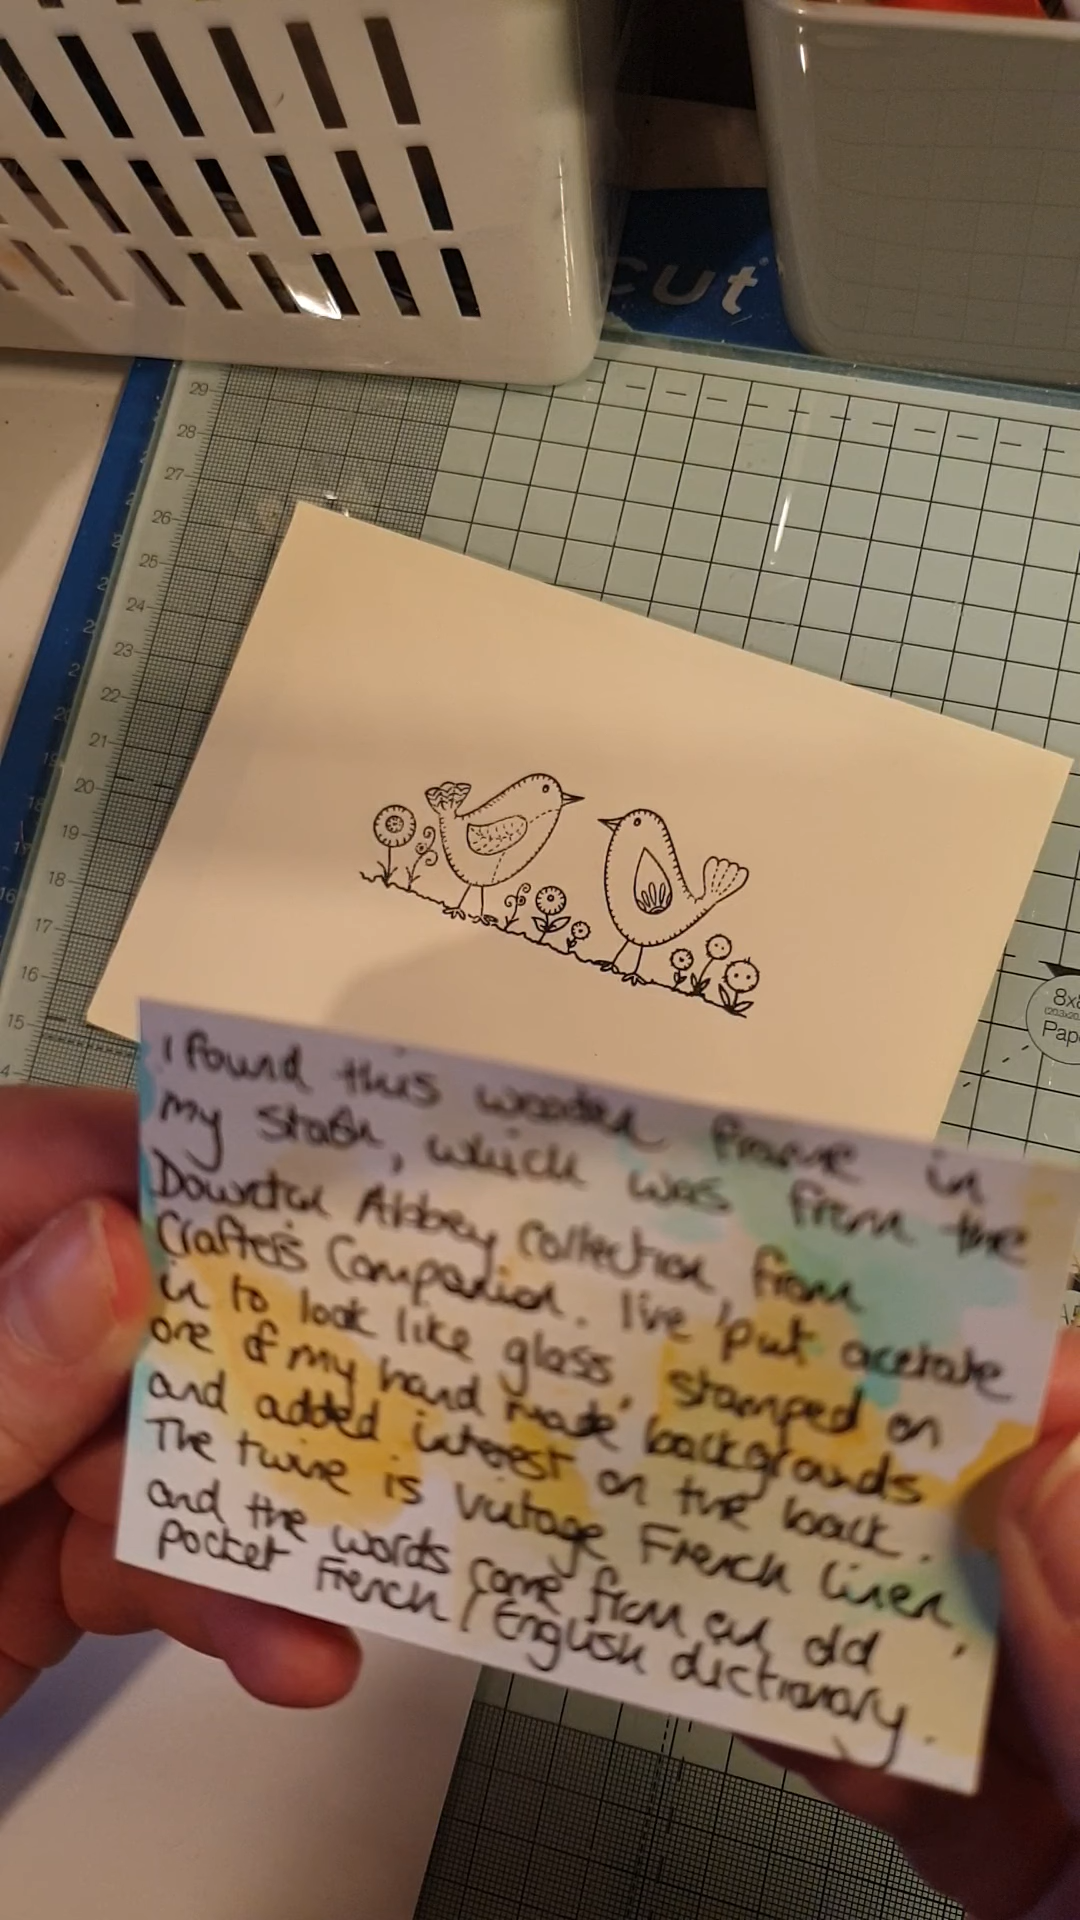 cut
29
28
27
26
25
24
23
22
21
20
19
18
17
16
15
I found this wooden frame in
my stash, which was from the
Downton Abbey Collection from
Crafter's Companion. I've put acetate
in to look like glass, stamped on
one of my 'hand made' backgrounds
and added interest on the back.
The twine is vintage French linen,
and the words come from an old
pocket French/English dictionary.